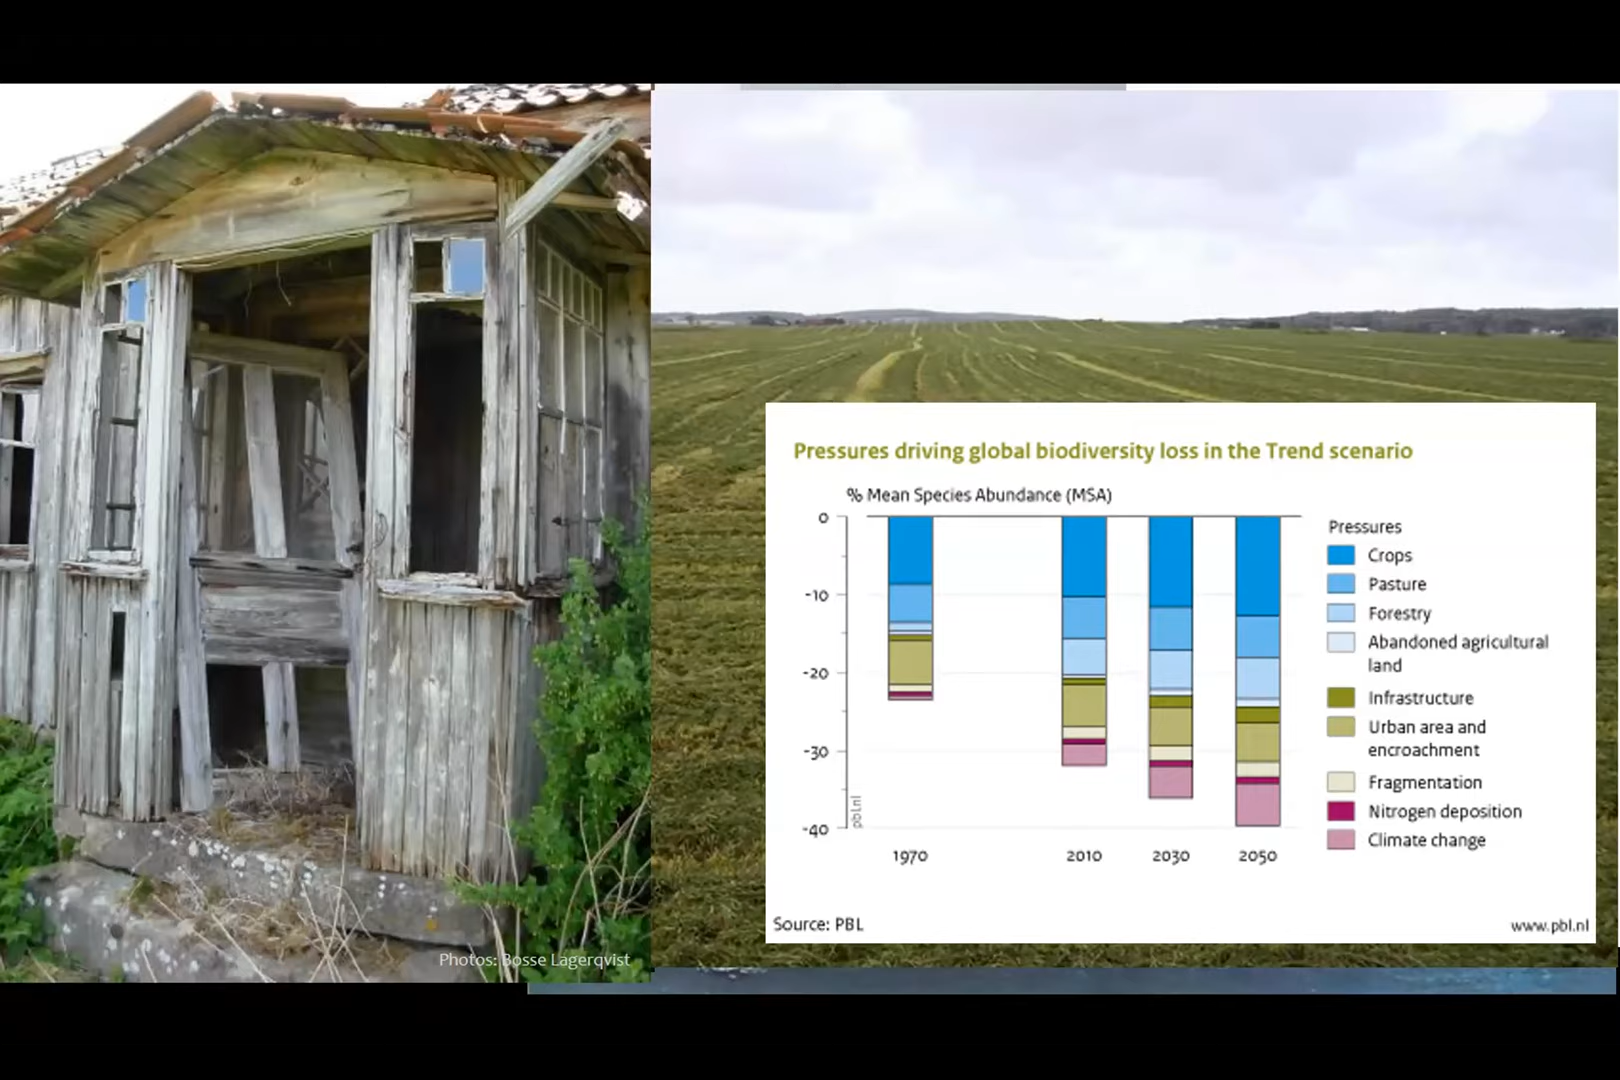 Photos: Bosse Lagerqvist
Pressures driving global biodiversity loss in the Trend scenario
% Mean Species Abundance (MSA)
0
-10
-20
-30
-40
pbl.nl
1970
2010
2030
2050
Pressures
Crops
Pasture
Forestry
Abandoned agricultural
land
Infrastructure
Urban area and
encroachment
Fragmentation
Nitrogen deposition
Climate change
Source: PBL
www.pbl.nl